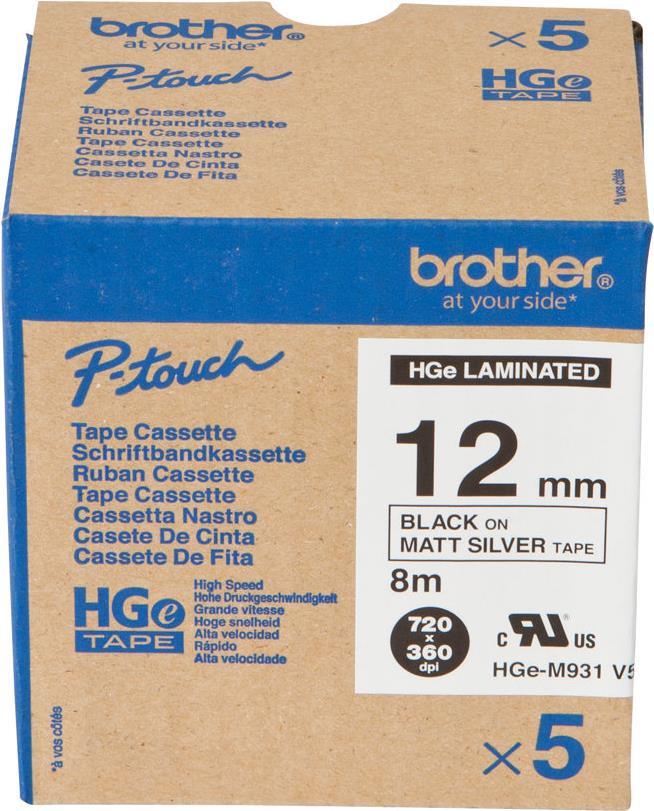 brother®
at your side*
× 5
P-touch
HGe
TAPE
Tape Cassette
Schriftbandkassette
Ruban Cassette
Tape Cassette
Cassetta Nastro
Casete De Cinta
Cassete De Fita
*à vos côtés
brother®
at your side*
P-touch
Tape Cassette
Schriftbandkassette
Ruban Cassette
Tape Cassette
Cassetta Nastro
Casete De Cinta
Cassete De Fita
HGe
TAPE
High Speed
Hohe Druckgeschwindigkeit
Grande vitesse
Hoge snelheid
Alta velocidad
Rápido
Alta velocidade
HGe LAMINATED
12 mm
BLACK ON
MATT SILVER TAPE
8m
720
x
360
dpi
C RU® US
HGe-M931 V5
*à vos côtés
×5